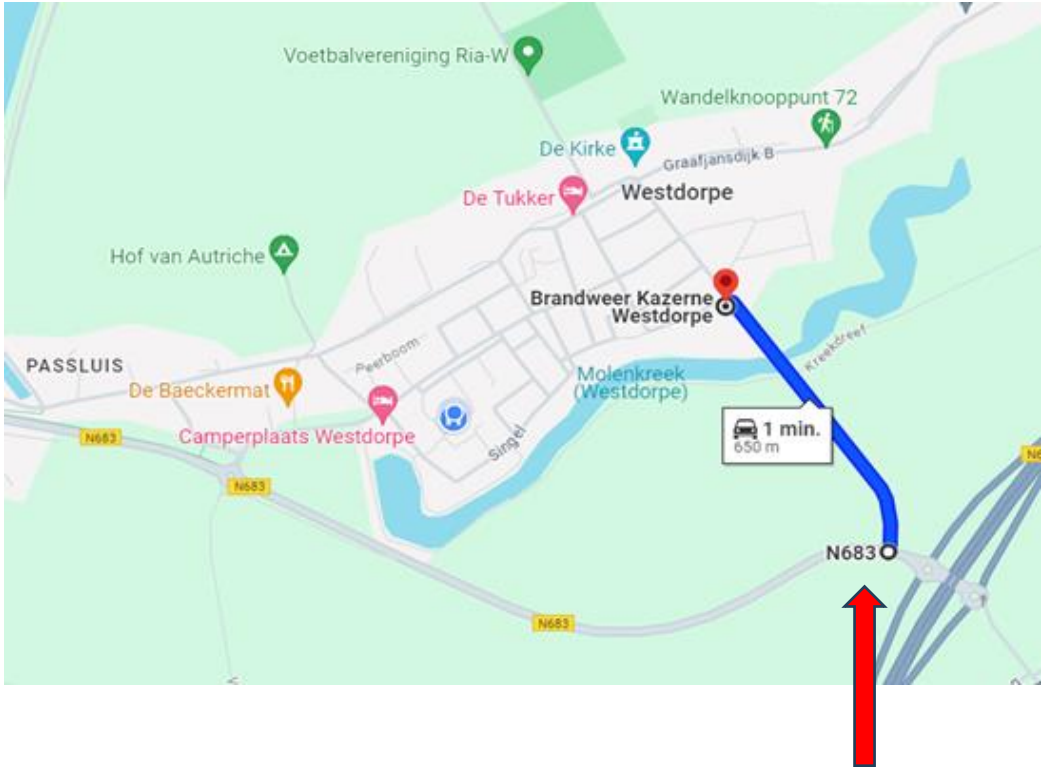 Voetbalvereniging Ria-W
Wandelknooppunt 72
De Kirke
Graafjansdijk B
De Tukker
Westdorpe
Hof van Autriche
Brandweer Kazerne
Westdorpe
Peerboom
Kreekdreef
PASSLUIS
Molenkreek
(Westdorpe)
De Baeckermat
1 min.
650 m
Camperplaats Westdorpe
N683
Singel
N683
N683
N683